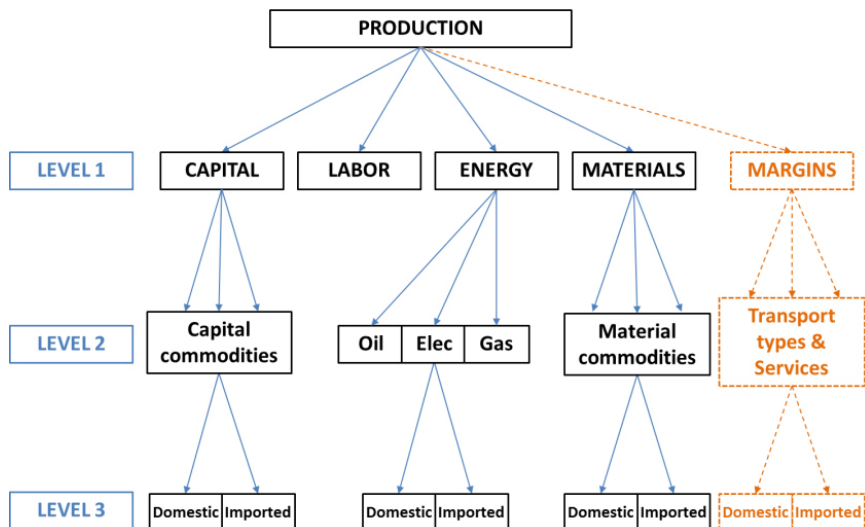 PRODUCTION
LEVEL 1
CAPITAL
LABOR
ENERGY
MATERIALS
MARGINS
LEVEL 2
Capital
commodities
Oil
Elec
Gas
Material
commodities
Transport
types &
Services
LEVEL 3
Domestic
Imported
Domestic
Imported
Domestic
Imported
Domestic
Imported